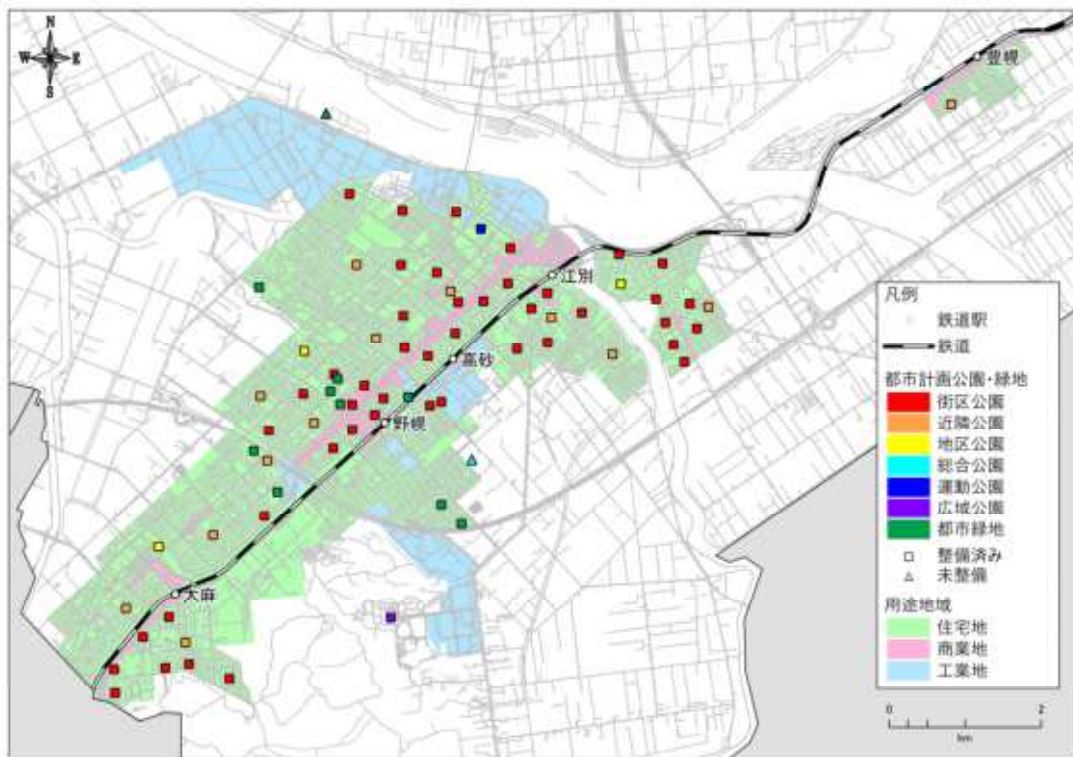 N
W E
S
豊幌
江別
高砂
野幌
大麻
凡例
鉄道駅
鉄道
都市計画公園・緑地
街区公園
近隣公園
地区公園
総合公園
運動公園
広域公園
都市緑地
整備済み
未整備
用途地域
住宅地
商業地
工業地
0 2
km